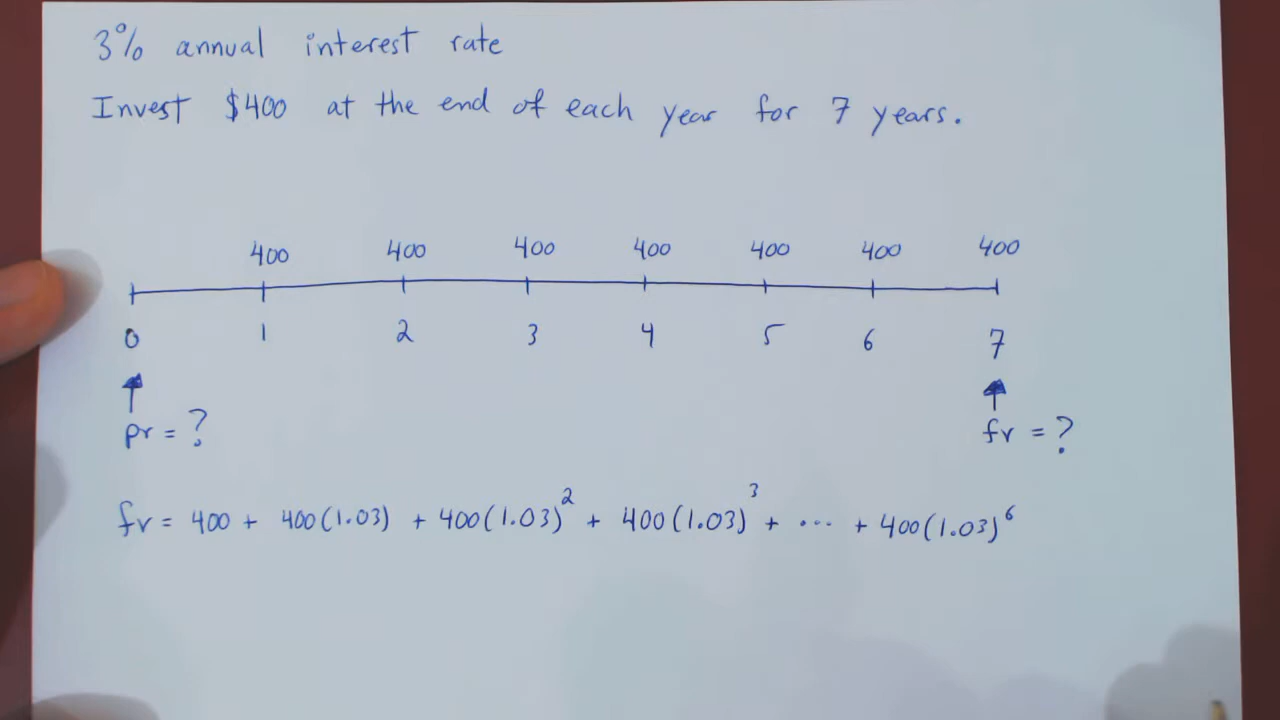 3% annual interest rate
Invest $400 at the end of each year for 7 years.
400 400 400 400 400 400 400
0 1 2 3 4 5 6 7
pv = ? fv = ?
fv = 400 + 400(1.03) + 400(1.03)² + 400(1.03)³ + ... + 400(1.03)⁶